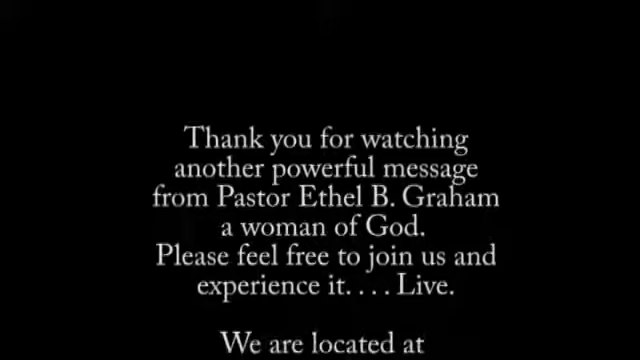 Thank you for watching
another powerful message
from Pastor Ethel B. Graham
a woman of God.
Please feel free to join us and
experience it. . . . Live.
We are located at